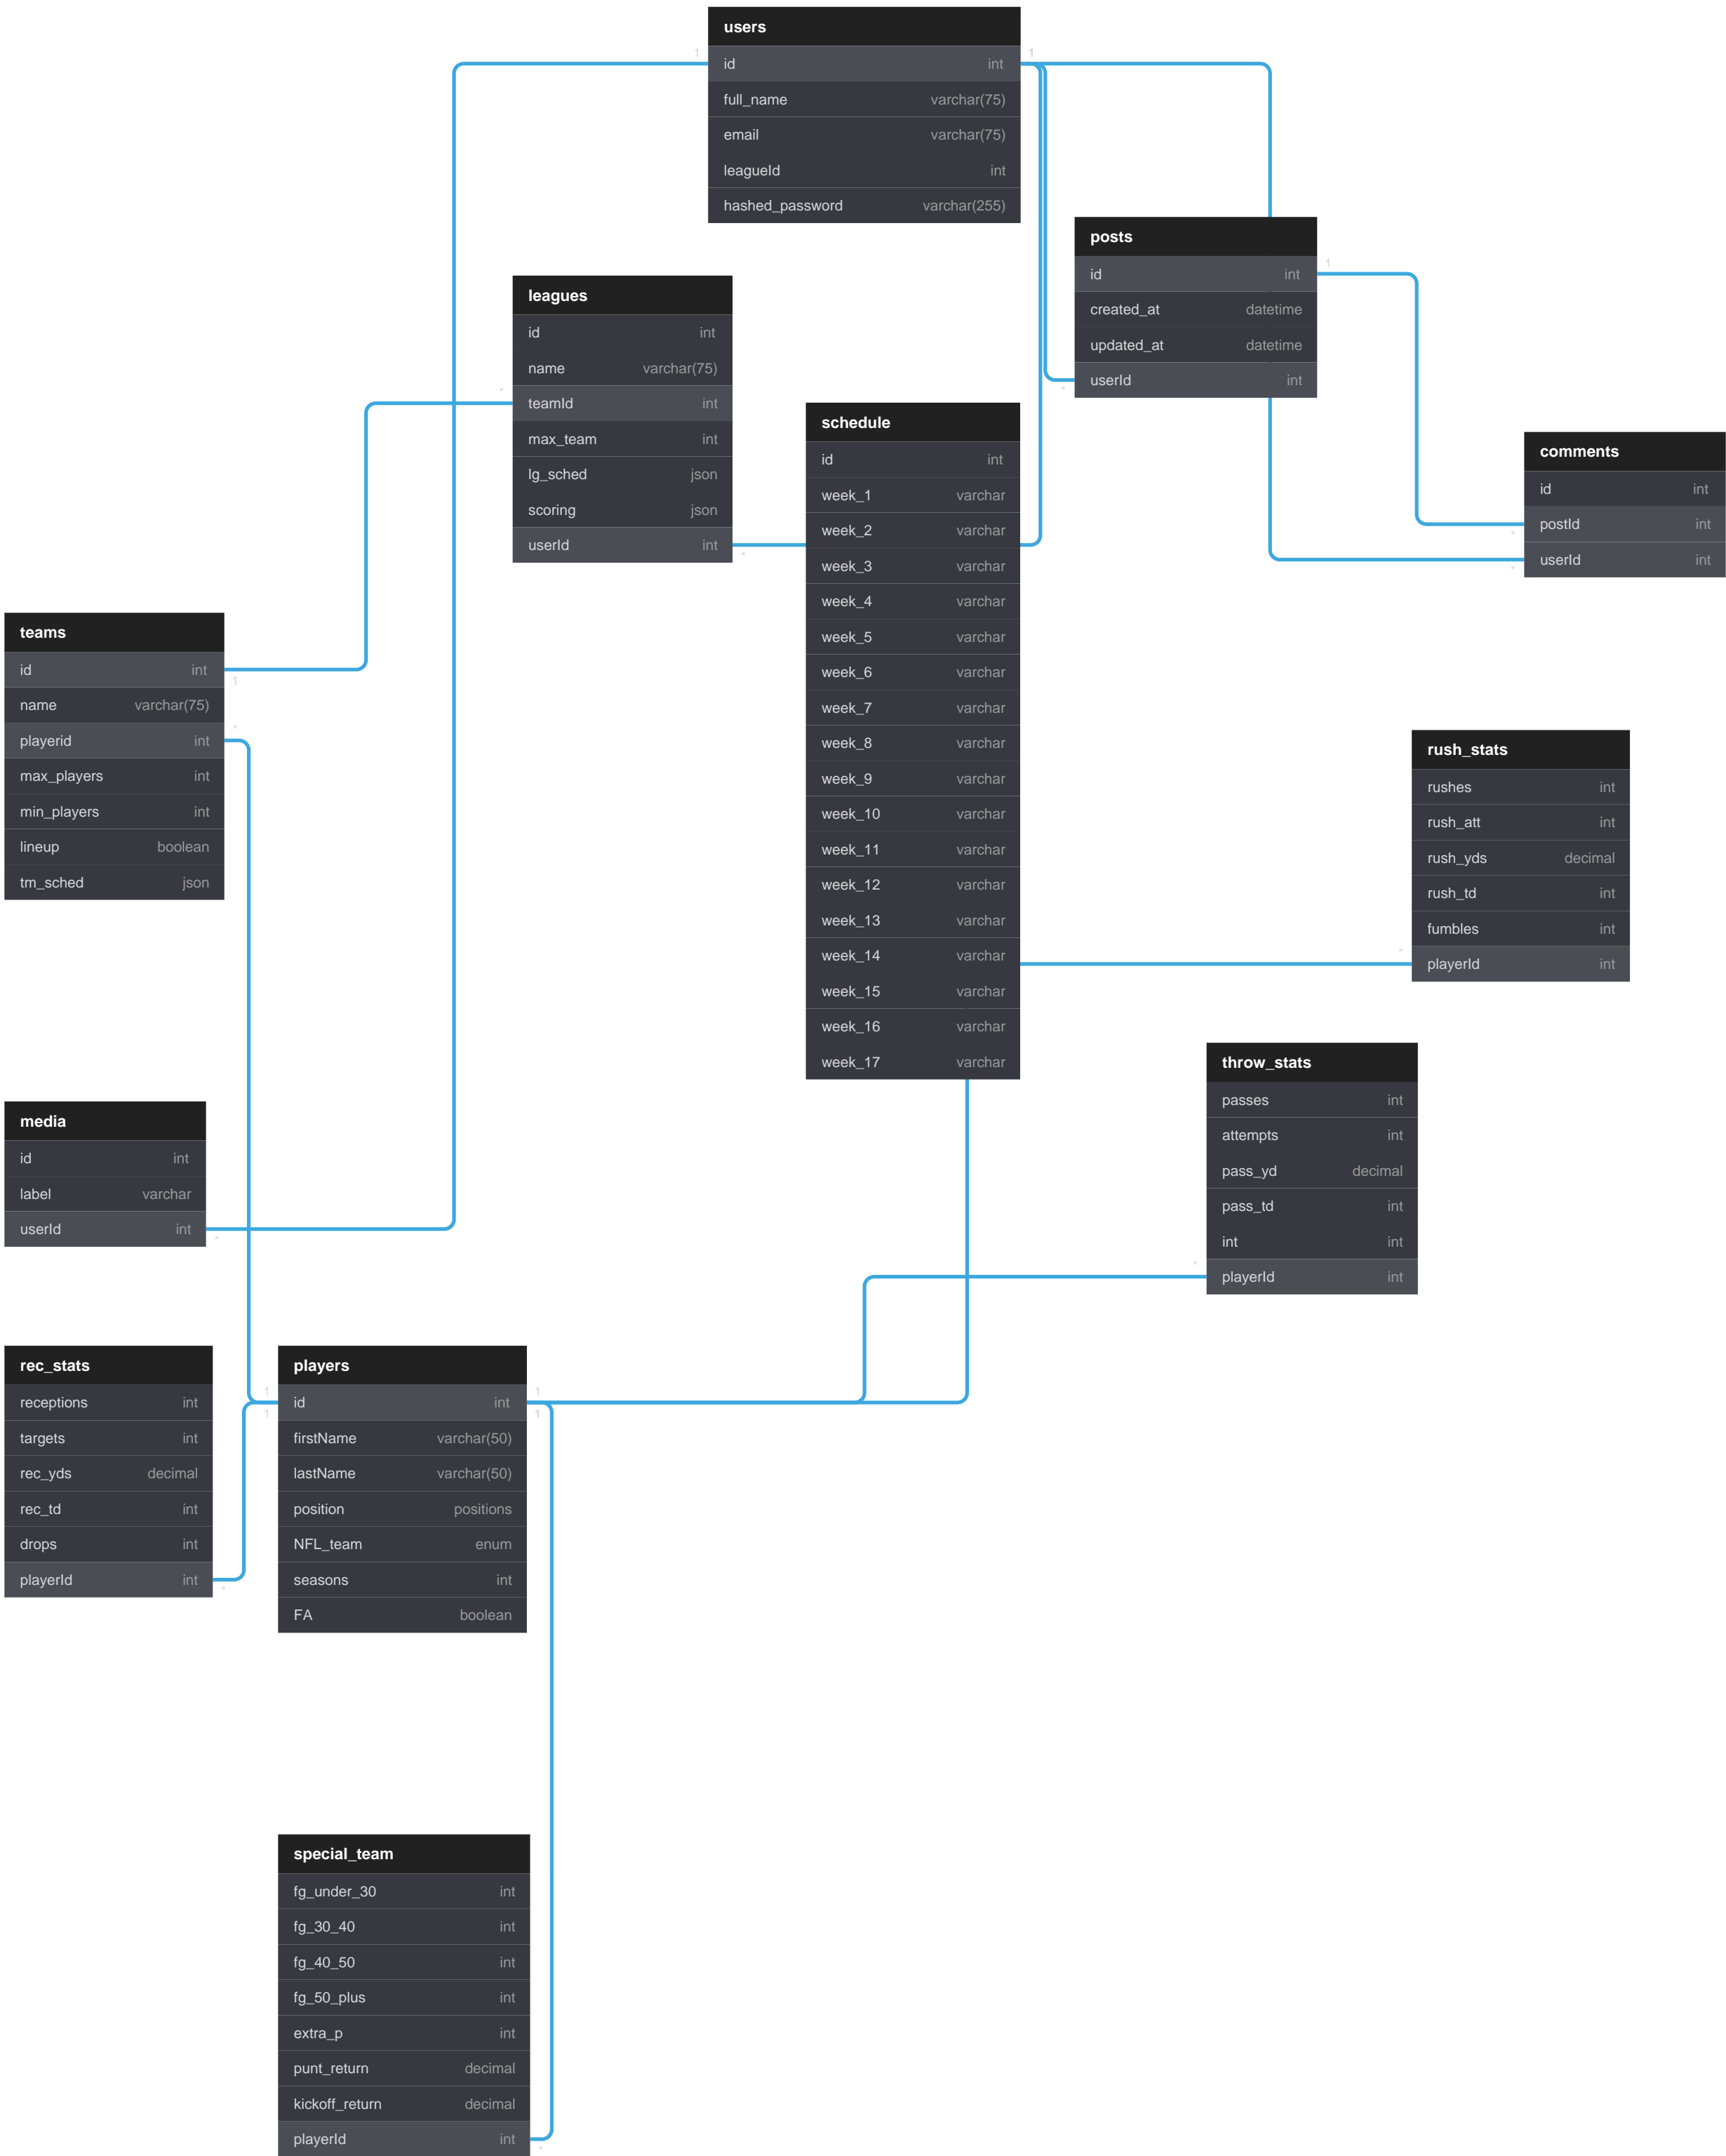 users
1
1
id int
full_name varchar(75)
email varchar(75)
leagueId int
hashed_password varchar(255)
posts
id int
1
created_at datetime
updated_at datetime
userId int
*
leagues
id int
name varchar(75)
*
teamId int
max_team int
lg_sched json
scoring json
userId int
*
schedule
id int
week_1 varchar
week_2 varchar
week_3 varchar
week_4 varchar
week_5 varchar
week_6 varchar
week_7 varchar
week_8 varchar
week_9 varchar
week_10 varchar
week_11 varchar
week_12 varchar
week_13 varchar
week_14 varchar
week_15 varchar
week_16 varchar
week_17 varchar
comments
id int
postId int
*
userId int
*
teams
id int
1
name varchar(75)
*
playerid int
max_players int
min_players int
lineup boolean
tm_sched json
rush_stats
rushes int
rush_att int
rush_yds decimal
rush_td int
fumbles int
*
playerId int
throw_stats
passes int
attempts int
pass_yd decimal
pass_td int
int int
*
playerId int
media
id int
label varchar
userId int
*
rec_stats
receptions int
targets int
rec_yds decimal
rec_td int
drops int
playerId int
*
players
1
1
id int
1
1
firstName varchar(50)
lastName varchar(50)
position positions
NFL_team enum
seasons int
FA boolean
special_team
fg_under_30 int
fg_30_40 int
fg_40_50 int
fg_50_plus int
extra_p int
punt_return decimal
kickoff_return decimal
playerId int
*